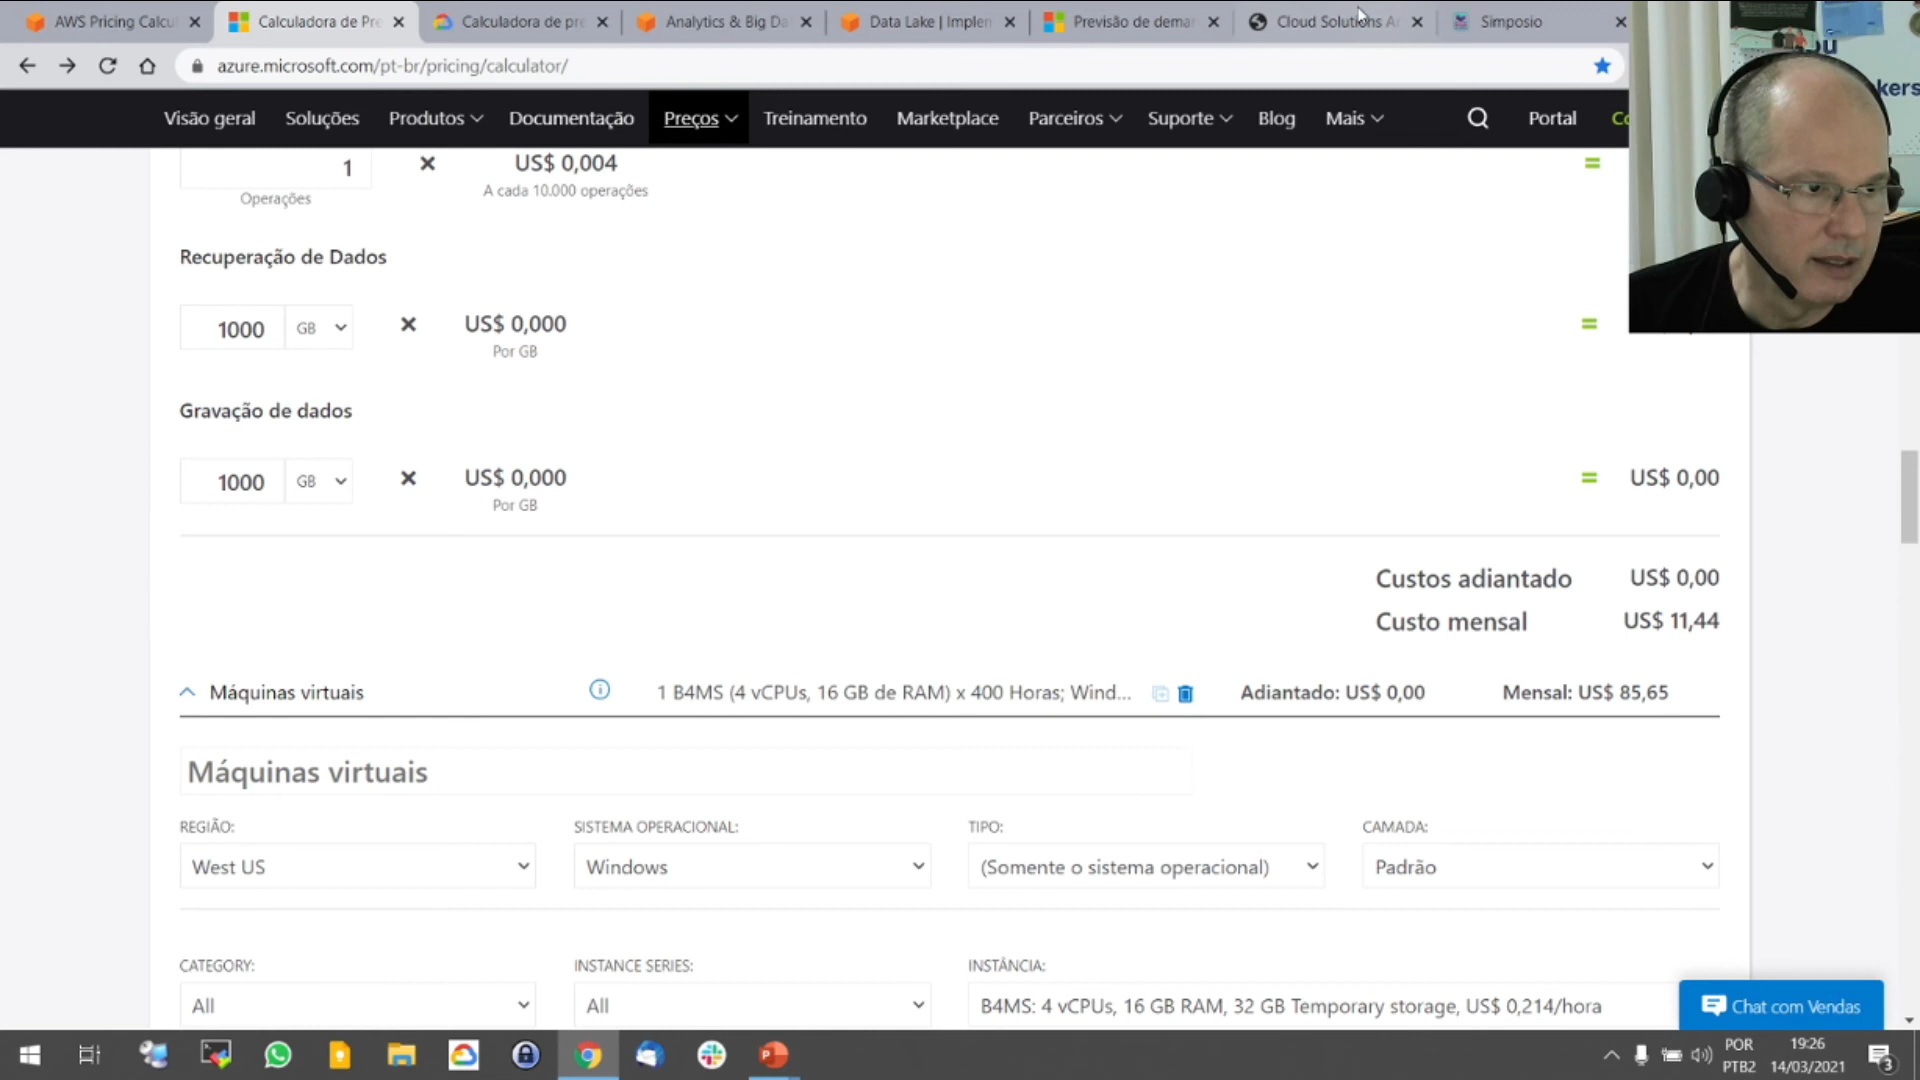 AWS Pricing Calcu
Calculadora de Pre
Calculadora de pre
Analytics & Big Da
Data Lake | Implem
Previsão de deman
Cloud Solutions Ar
Simposio
azure.microsoft.com/pt-br/pricing/calculator/
Visão geral
Soluções
Produtos
Documentação
Preços
Treinamento
Marketplace
Parceiros
Suporte
Blog
Mais
Portal
kers
1
US$ 0,004
Operações
A cada 10.000 operações
=
Recuperação de Dados
1000 GB
US$ 0,000
=
Por GB
Gravação de dados
1000 GB
US$ 0,000
= US$ 0,00
Por GB
Custos adiantado US$ 0,00
Custo mensal US$ 11,44
Máquinas virtuais
1 B4MS (4 vCPUs, 16 GB de RAM) x 400 Horas; Wind...
Adiantado: US$ 0,00
Mensal: US$ 85,65
Máquinas virtuais
REGIÃO:
SISTEMA OPERACIONAL:
TIPO:
CAMADA:
West US
Windows
(Somente o sistema operacional)
Padrão
CATEGORY:
INSTANCE SERIES:
INSTÂNCIA:
All
All
B4MS: 4 vCPUs, 16 GB RAM, 32 GB Temporary storage, US$ 0,214/hora
Chat com Vendas
POR
PTB2
19:26
14/03/2021
3